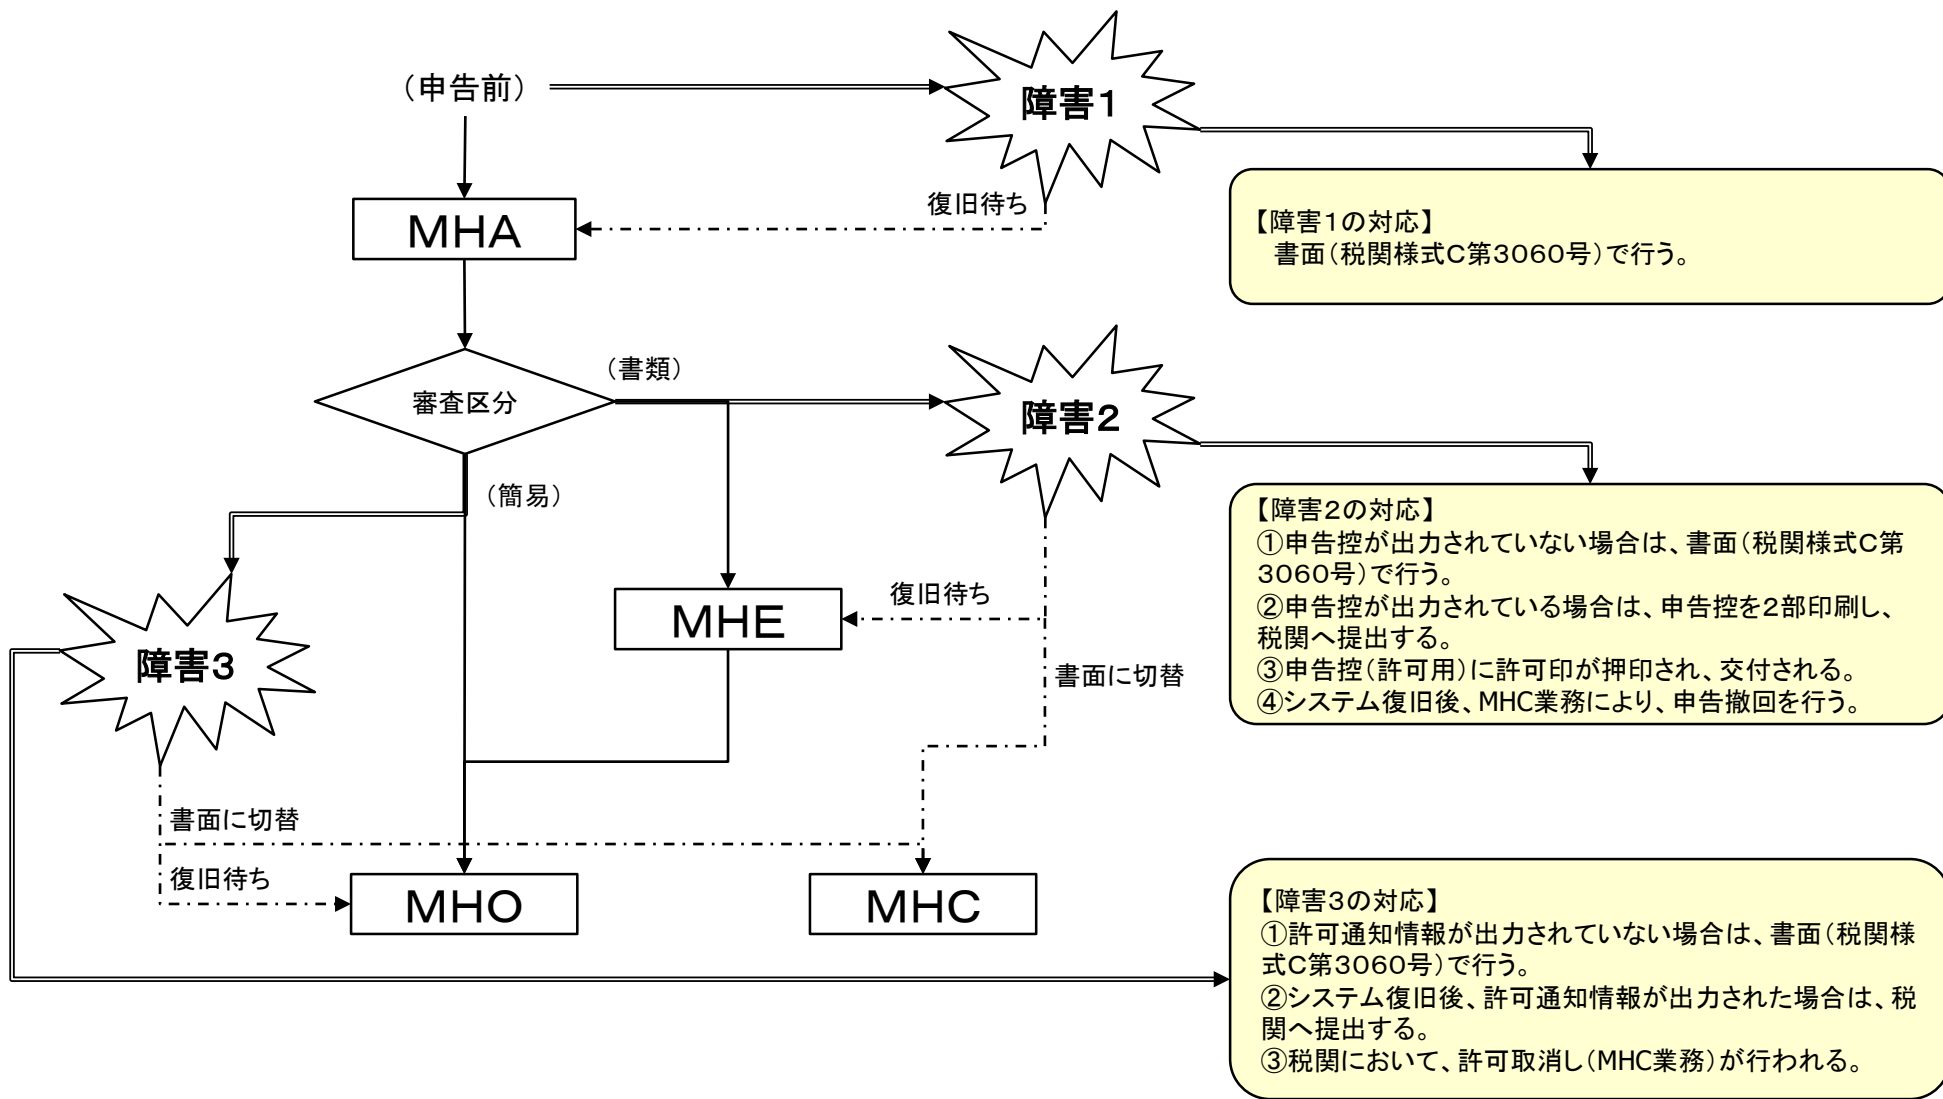 （申告前）
障害１
復旧待ち
MHA
【障害１の対応】
書面（税関様式Ｃ第３０６０号）で行う。
審査区分
（書類）
障害２
（簡易）
【障害２の対応】
①申告控が出力されていない場合は、書面（税関様式Ｃ第
３０６０号）で行う。
②申告控が出力されている場合は、申告控を２部印刷し、
税関へ提出する。
③申告控（許可用）に許可印が押印され、交付される。
④システム復旧後、MHC業務により、申告撤回を行う。
復旧待ち
MHE
障害３
書面に切替
書面に切替
復旧待ち
MHO
MHC
【障害３の対応】
①許可通知情報が出力されていない場合は、書面（税関様
式Ｃ第３０６０号）で行う。
②システム復旧後、許可通知情報が出力された場合は、税
関へ提出する。
③税関において、許可取消し（MHC業務）が行われる。